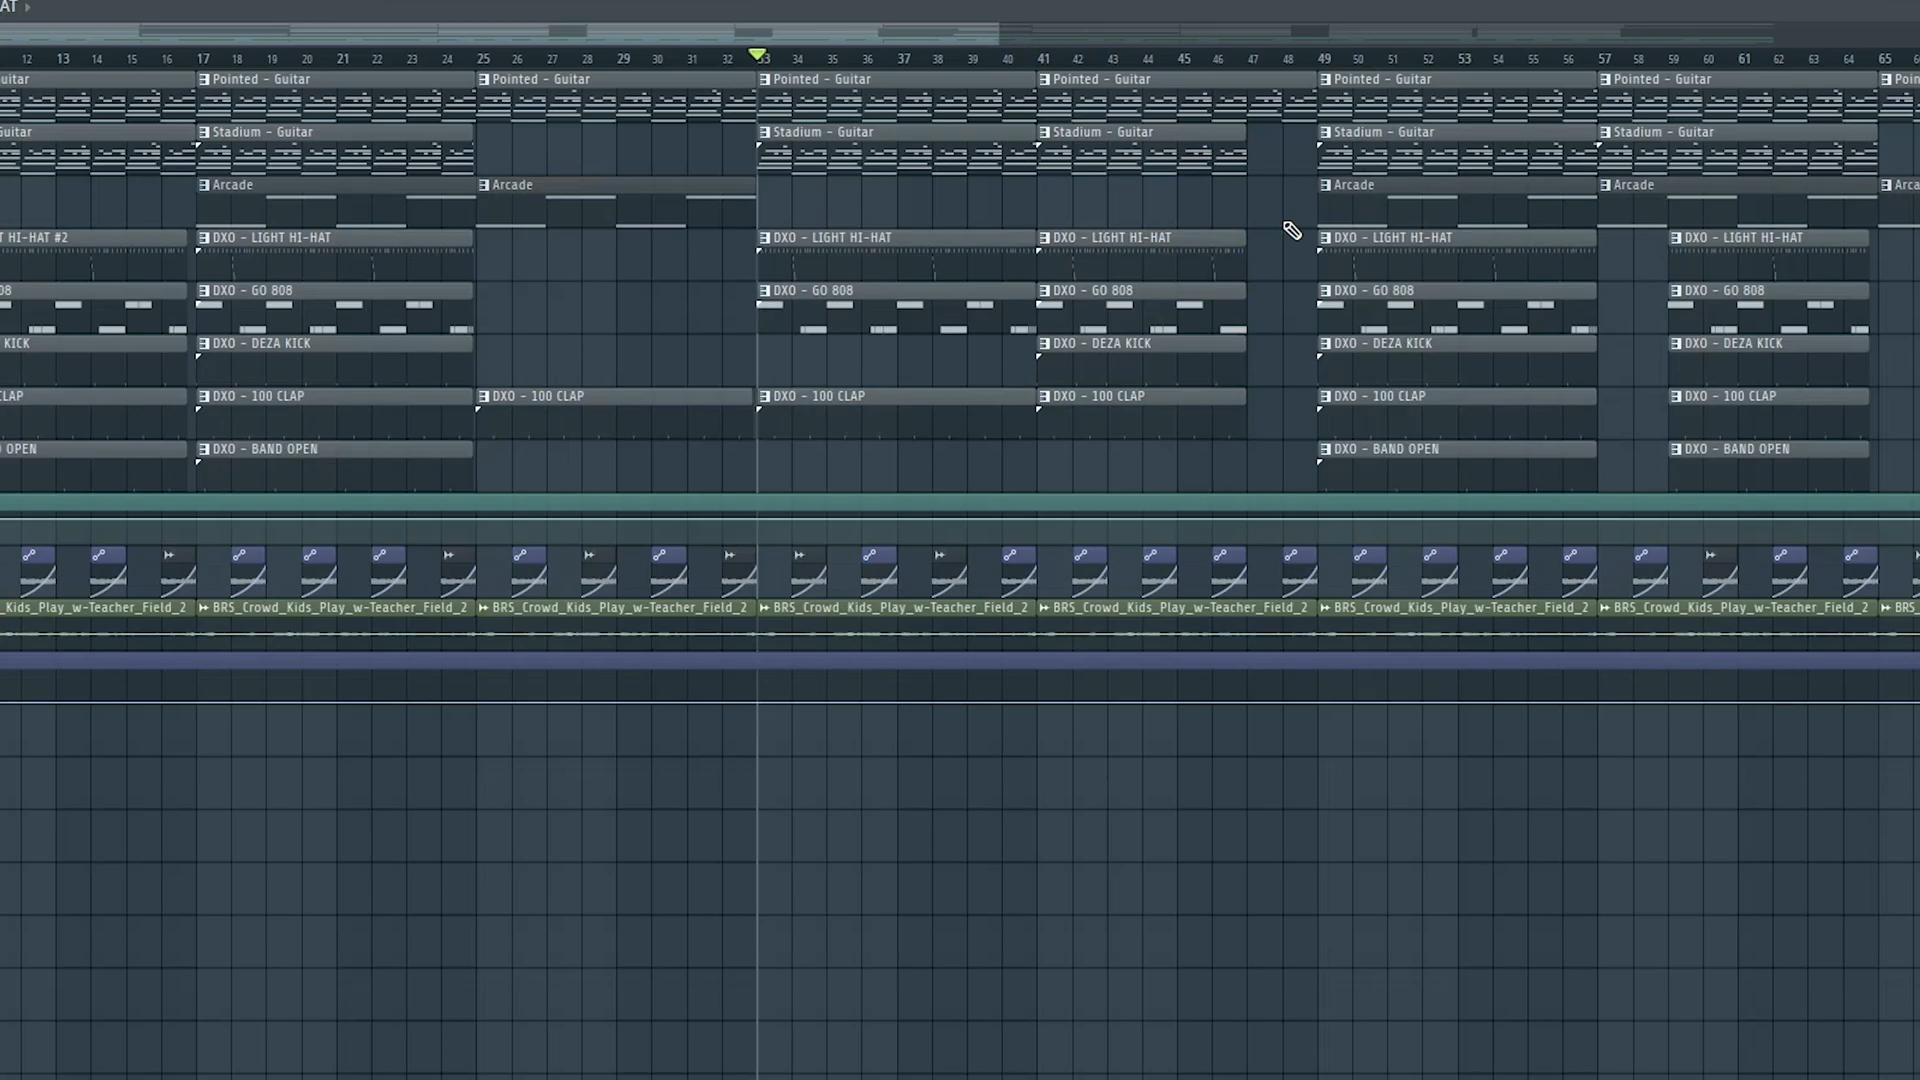 AT
12 13 14 15 16 17 18 19 20 21 22 23 24 25 26 27 28 29 30 31 32 33 34 35 36 37 38 39 40 41 42 43 44 45 46 47 48 49 50 51 52 53 54 55 56 57 58 59 60 61 62 63 64 65
uitar Pointed - Guitar Pointed - Guitar Pointed - Guitar Pointed - Guitar Pointed - Guitar Pointed - Guitar Poin
Guitar Stadium - Guitar Stadium - Guitar Stadium - Guitar Stadium - Guitar Stadium - Guitar
Arcade Arcade Arcade Arcade Arca
T HI-HAT #2 DXO - LIGHT HI-HAT DXO - LIGHT HI-HAT DXO - LIGHT HI-HAT DXO - LIGHT HI-HAT DXO - LIGHT HI-HAT
08 DXO - GO 808 DXO - GO 808 DXO - GO 808 DXO - GO 808 DXO - GO 808
KICK DXO - DEZA KICK DXO - DEZA KICK DXO - DEZA KICK DXO - DEZA KICK
LAP DXO - 100 CLAP DXO - 100 CLAP DXO - 100 CLAP DXO - 100 CLAP DXO - 100 CLAP DXO - 100 CLAP
OPEN DXO - BAND OPEN DXO - BAND OPEN DXO - BAND OPEN
_Kids_Play_w-Teacher_Field_2 BRS_Crowd_Kids_Play_w-Teacher_Field_2 BRS_Crowd_Kids_Play_w-Teacher_Field_2 BRS_Crowd_Kids_Play_w-Teacher_Field_2 BRS_Crowd_Kids_Play_w-Teacher_Field_2 BRS_Crowd_Kids_Play_w-Teacher_Field_2 BRS_Crowd_Kids_Play_w-Teacher_Field_2 BRS_